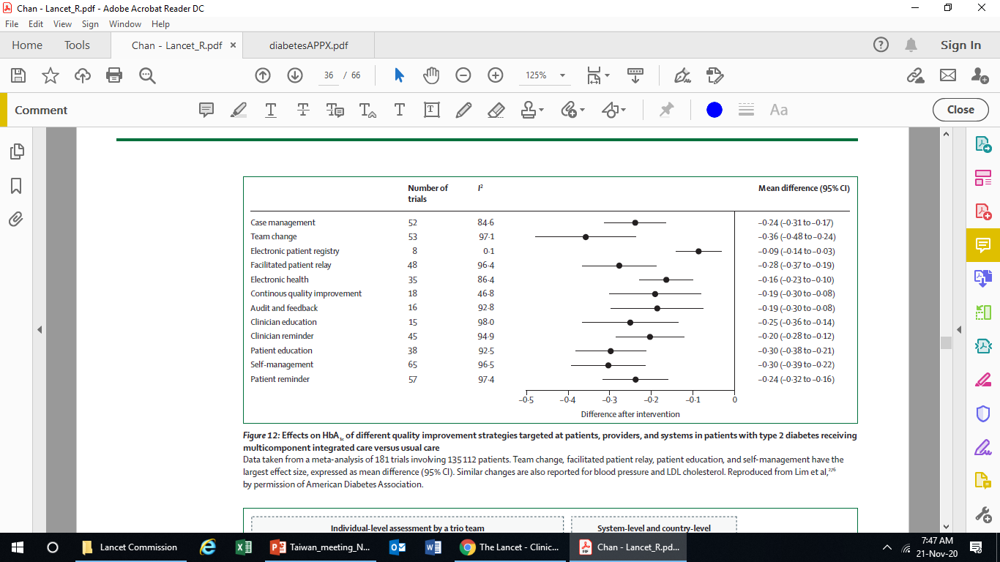 Chan - Lancet_R.pdf - Adobe Acrobat Reader DC
File Edit View Sign Window Help
Home Tools Chan - Lancet_R.pdf × diabetesAPPX.pdf Sign In
36 / 66 125%
Comment Aa Close
Number of trials I² Mean difference (95% CI)
Case management 52 84·6 –0·24 (–0·31 to –0·17)
Team change 53 97·1 –0·36 (–0·48 to –0·24)
Electronic patient registry 8 0·1 –0·09 (–0·14 to –0·03)
Facilitated patient relay 48 96·4 –0·28 (–0·37 to –0·19)
Electronic health 35 86·4 –0·16 (–0·23 to –0·10)
Continous quality improvement 18 46·8 –0·19 (–0·30 to –0·08)
Audit and feedback 16 92·8 –0·19 (–0·30 to –0·08)
Clinician education 15 98·0 –0·25 (–0·36 to –0·14)
Clinician reminder 45 94·9 –0·20 (–0·28 to –0·12)
Patient education 38 92·5 –0·30 (–0·38 to –0·21)
Self-management 65 96·5 –0·30 (–0·39 to –0·22)
Patient reminder 57 97·4 –0·24 (–0·32 to –0·16)
–0·5 –0·4 –0·3 –0·2 –0·1 0
Difference after intervention
Figure 12: Effects on HbA1c of different quality improvement strategies targeted at patients, providers, and systems in patients with type 2 diabetes receiving
multicomponent integrated care versus usual care
Data taken from a meta-analysis of 181 trials involving 135 112 patients. Team change, facilitated patient relay, patient education, and self-management have the
largest effect size, expressed as mean difference (95% CI). Similar changes are also reported for blood pressure and LDL cholesterol. Reproduced from Lim et al,276
by permission of American Diabetes Association.
Individual-level assessment by a trio team System-level and country-level
Lancet Commission Taiwan_meeting_N... The Lancet - Clinic... Chan - Lancet_R.pd... 7:47 AM
21-Nov-20